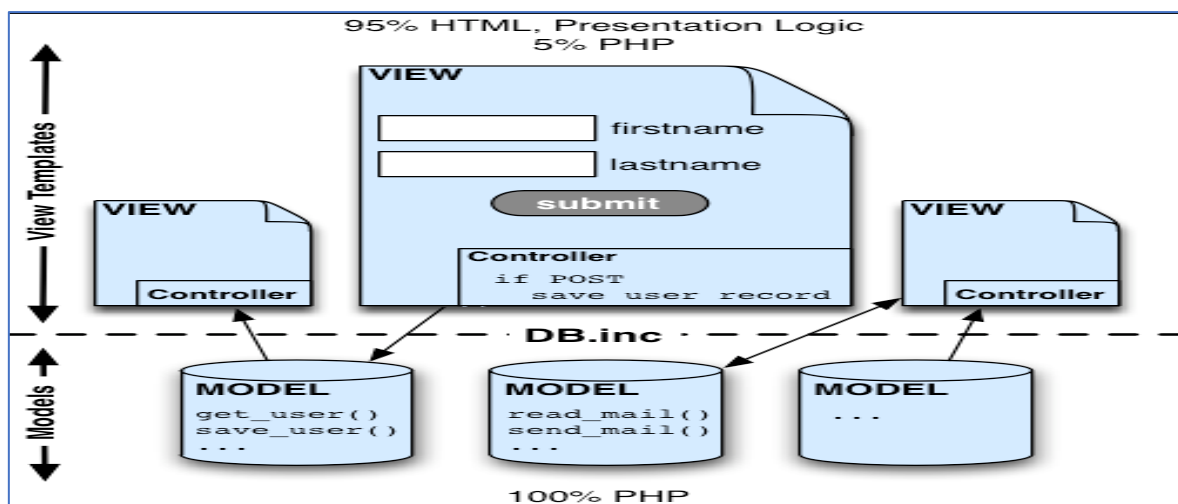 95% HTML, Presentation Logic
5% PHP
View Templates
VIEW
firstname
lastname
submit
Controller
if POST
save user record
VIEW
Controller
VIEW
Controller
DB.inc
Models
MODEL
get_user()
save_user()
...
MODEL
read_mail()
send_mail()
...
MODEL
...
100% PHP